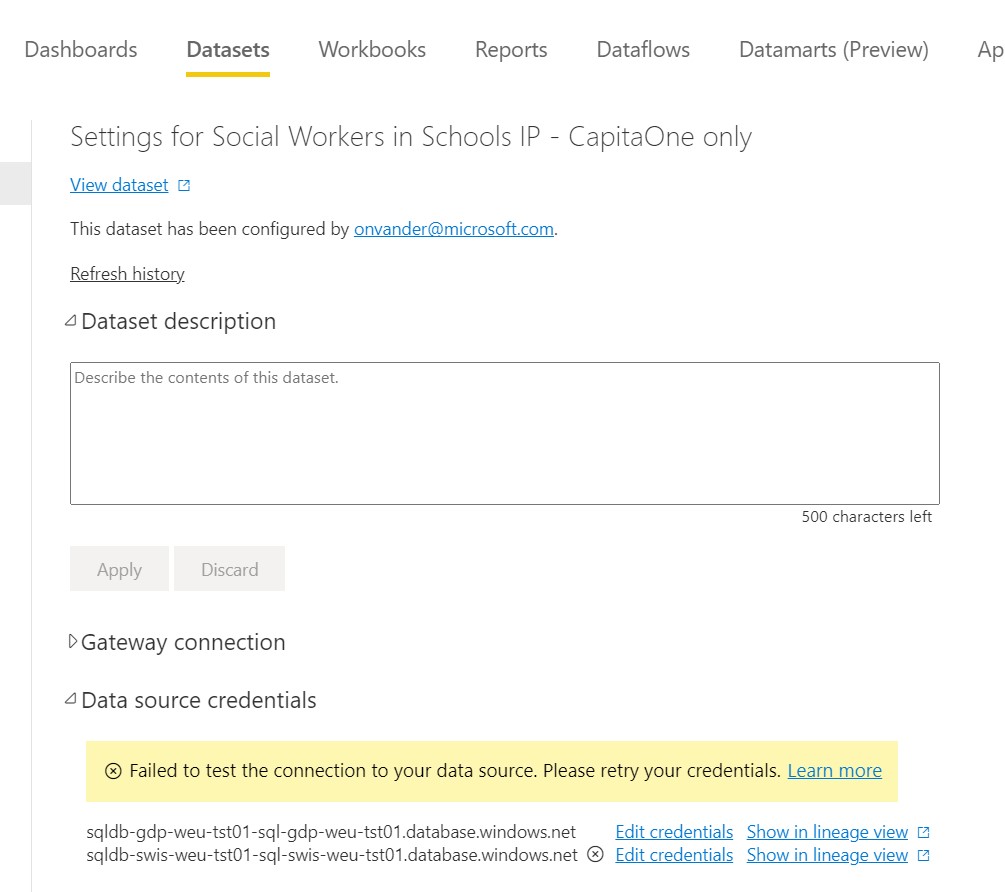 Dashboards Datasets Workbooks Reports Dataflows Datamarts (Preview) Ap
Settings for Social Workers in Schools IP - CapitaOne only
View dataset
This dataset has been configured by onvander@microsoft.com.
Refresh history
Dataset description
Describe the contents of this dataset.
500 characters left
Apply Discard
Gateway connection
Data source credentials
Failed to test the connection to your data source. Please retry your credentials. Learn more
sqldb-gdp-weu-tst01-sql-gdp-weu-tst01.database.windows.net Edit credentials Show in lineage view
sqldb-swis-weu-tst01-sql-swis-weu-tst01.database.windows.net Edit credentials Show in lineage view